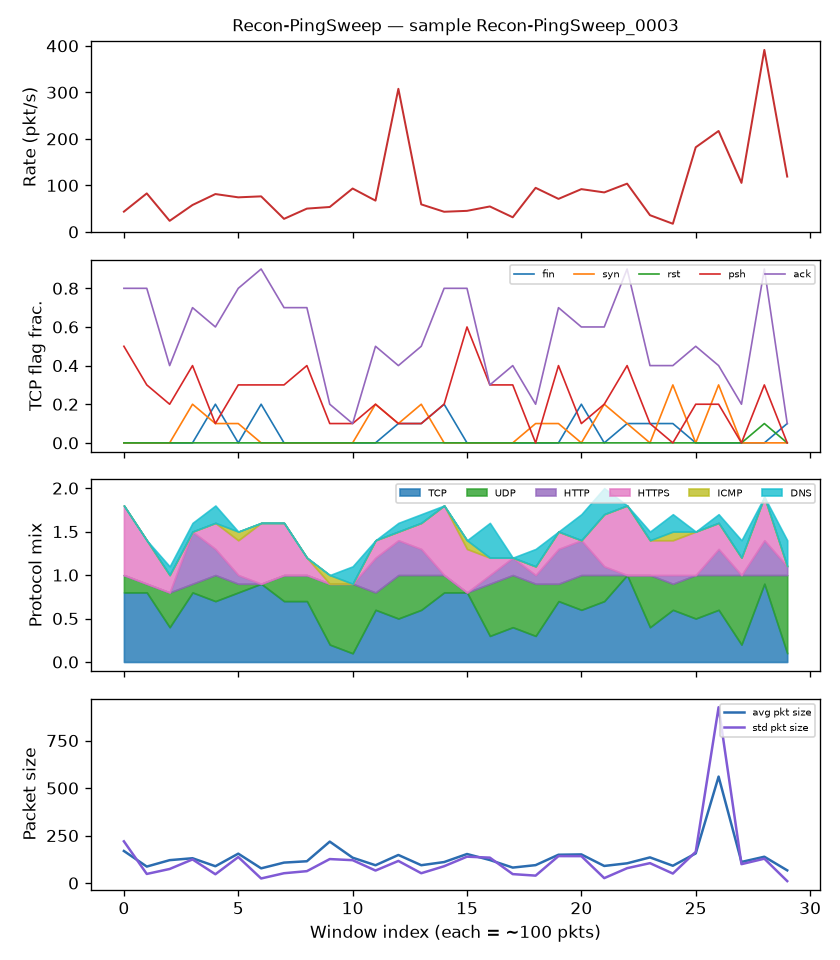 Recon-PingSweep — sample Recon-PingSweep_0003
400
300
200
100
0
Rate (pkt/s)
fin syn rst psh ack
0.8
0.6
0.4
0.2
0.0
TCP flag frac.
TCP UDP HTTP HTTPS ICMP DNS
2.0
1.5
1.0
0.5
0.0
Protocol mix
avg pkt size
std pkt size
750
500
250
0
Packet size
0 5 10 15 20 25 30
Window index (each = ~100 pkts)